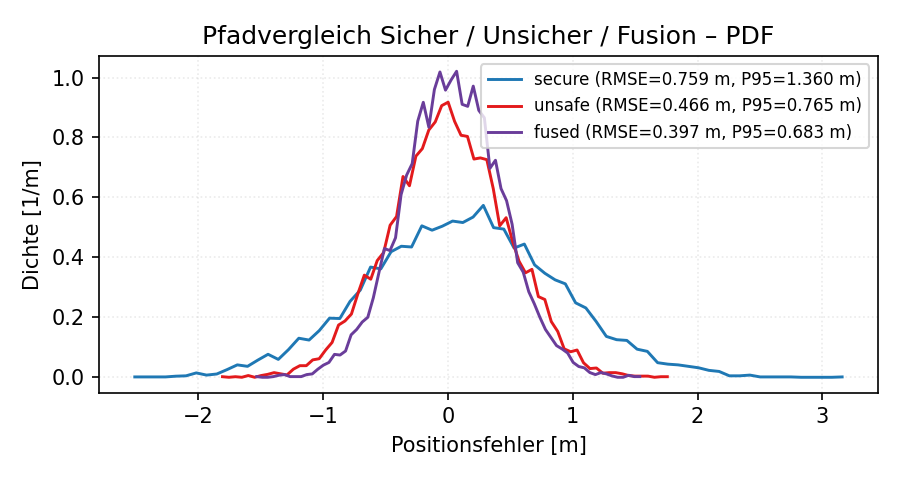 Pfadvergleich Sicher / Unsicher / Fusion – PDF
secure (RMSE=0.759 m, P95=1.360 m)
unsafe (RMSE=0.466 m, P95=0.765 m)
fused (RMSE=0.397 m, P95=0.683 m)
Dichte [1/m]
1.0
0.8
0.6
0.4
0.2
0.0
−2 −1 0 1 2 3
Positionsfehler [m]